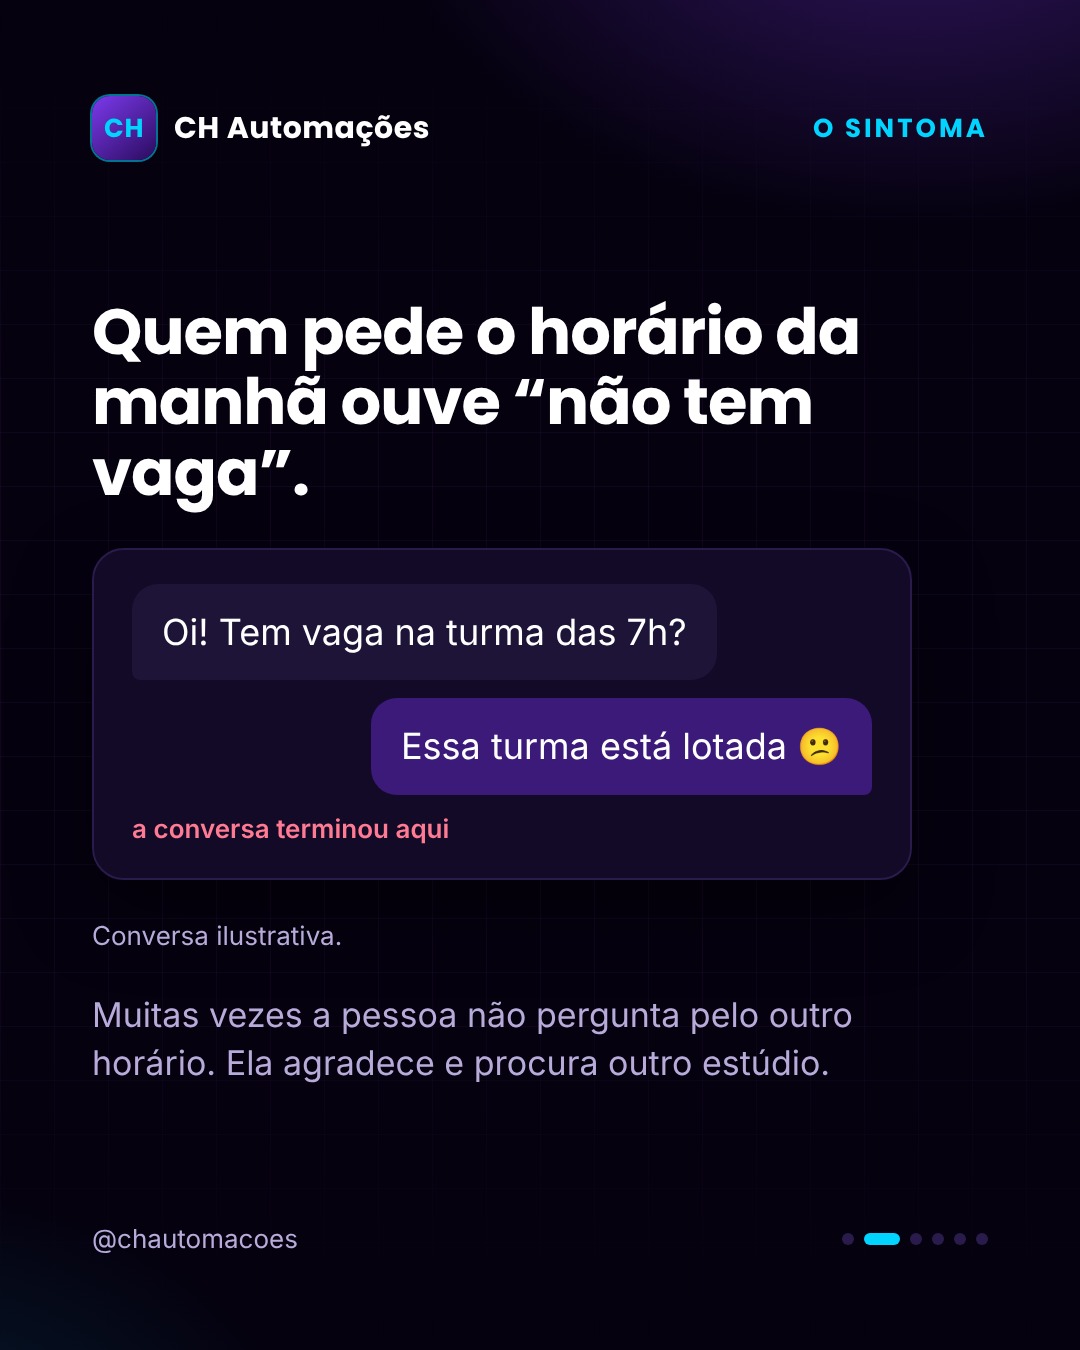 CH
CH Automações
O SINTOMA
Quem pede o horário da
manhã ouve “não tem
vaga”.
Oi! Tem vaga na turma das 7h?
Essa turma está lotada 😕
a conversa terminou aqui
Conversa ilustrativa.
Muitas vezes a pessoa não pergunta pelo outro
horário. Ela agradece e procura outro estúdio.
@chautomacoes